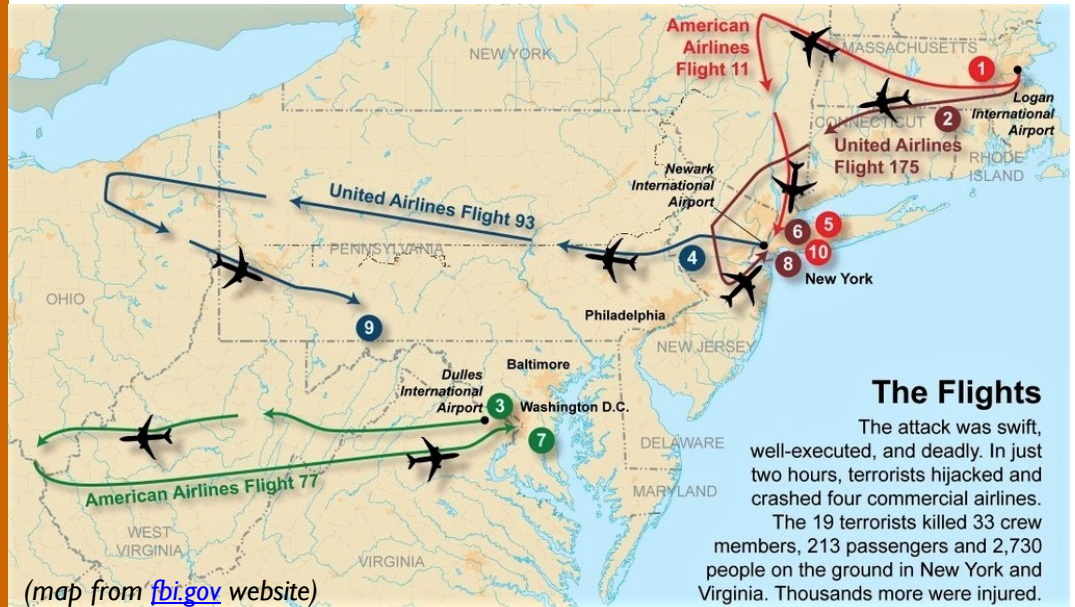 American
Airlines
Flight 11
NEW YORK
MASSACHUSETTS
1
Logan
International
Airport
2
CONNECTICUT
United Airlines
Flight 175
RHODE
ISLAND
Newark
International
Airport
United Airlines Flight 93
PENNSYLVANIA
4
6
5
10
8
New York
OHIO
9
Philadelphia
NEW JERSEY
Baltimore
Dulles
International
Airport
3
Washington D.C.
7
DELAWARE
MARYLAND
American Airlines Flight 77
WEST
VIRGINIA
VIRGINIA
The Flights
The attack was swift,
well-executed, and deadly. In just
two hours, terrorists hijacked and
crashed four commercial airlines.
The 19 terrorists killed 33 crew
members, 213 passengers and 2,730
people on the ground in New York and
Virginia. Thousands more were injured.
(map from fbi.gov website)